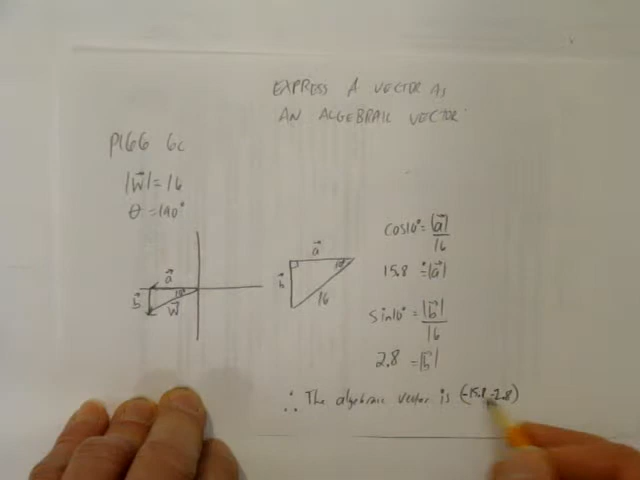 EXPRESS A VECTOR AS
AN ALGEBRAIC VECTOR
P166 6c
|w⃗| = 16
θ = 190°
a⃗
b⃗
10°
w⃗
a⃗
b⃗
10°
16
cos10° = |a⃗|/16
15.8 ≐ |a⃗|
sin10° = |b⃗|/16
2.8 = |b⃗|
∴ The algebraic vector is (-15.8,-2.8)